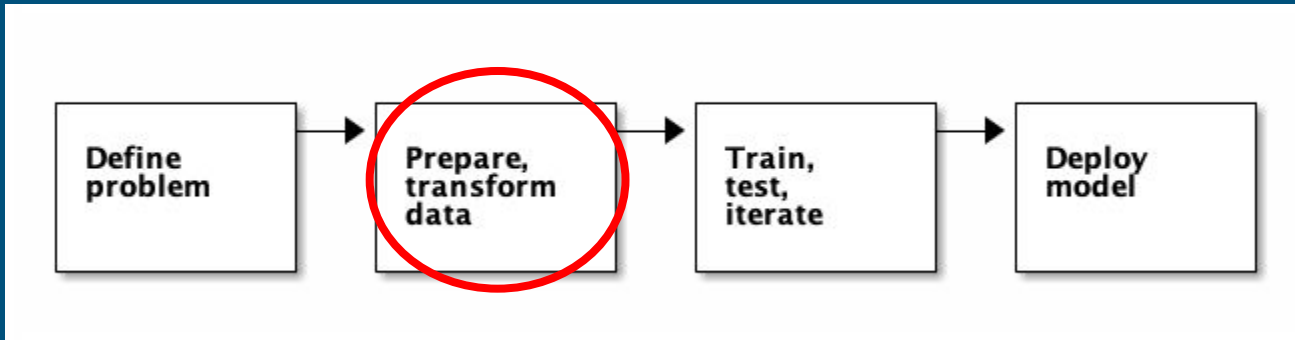 Define
problem
Prepare,
transform
data
Train,
test,
iterate
Deploy
model